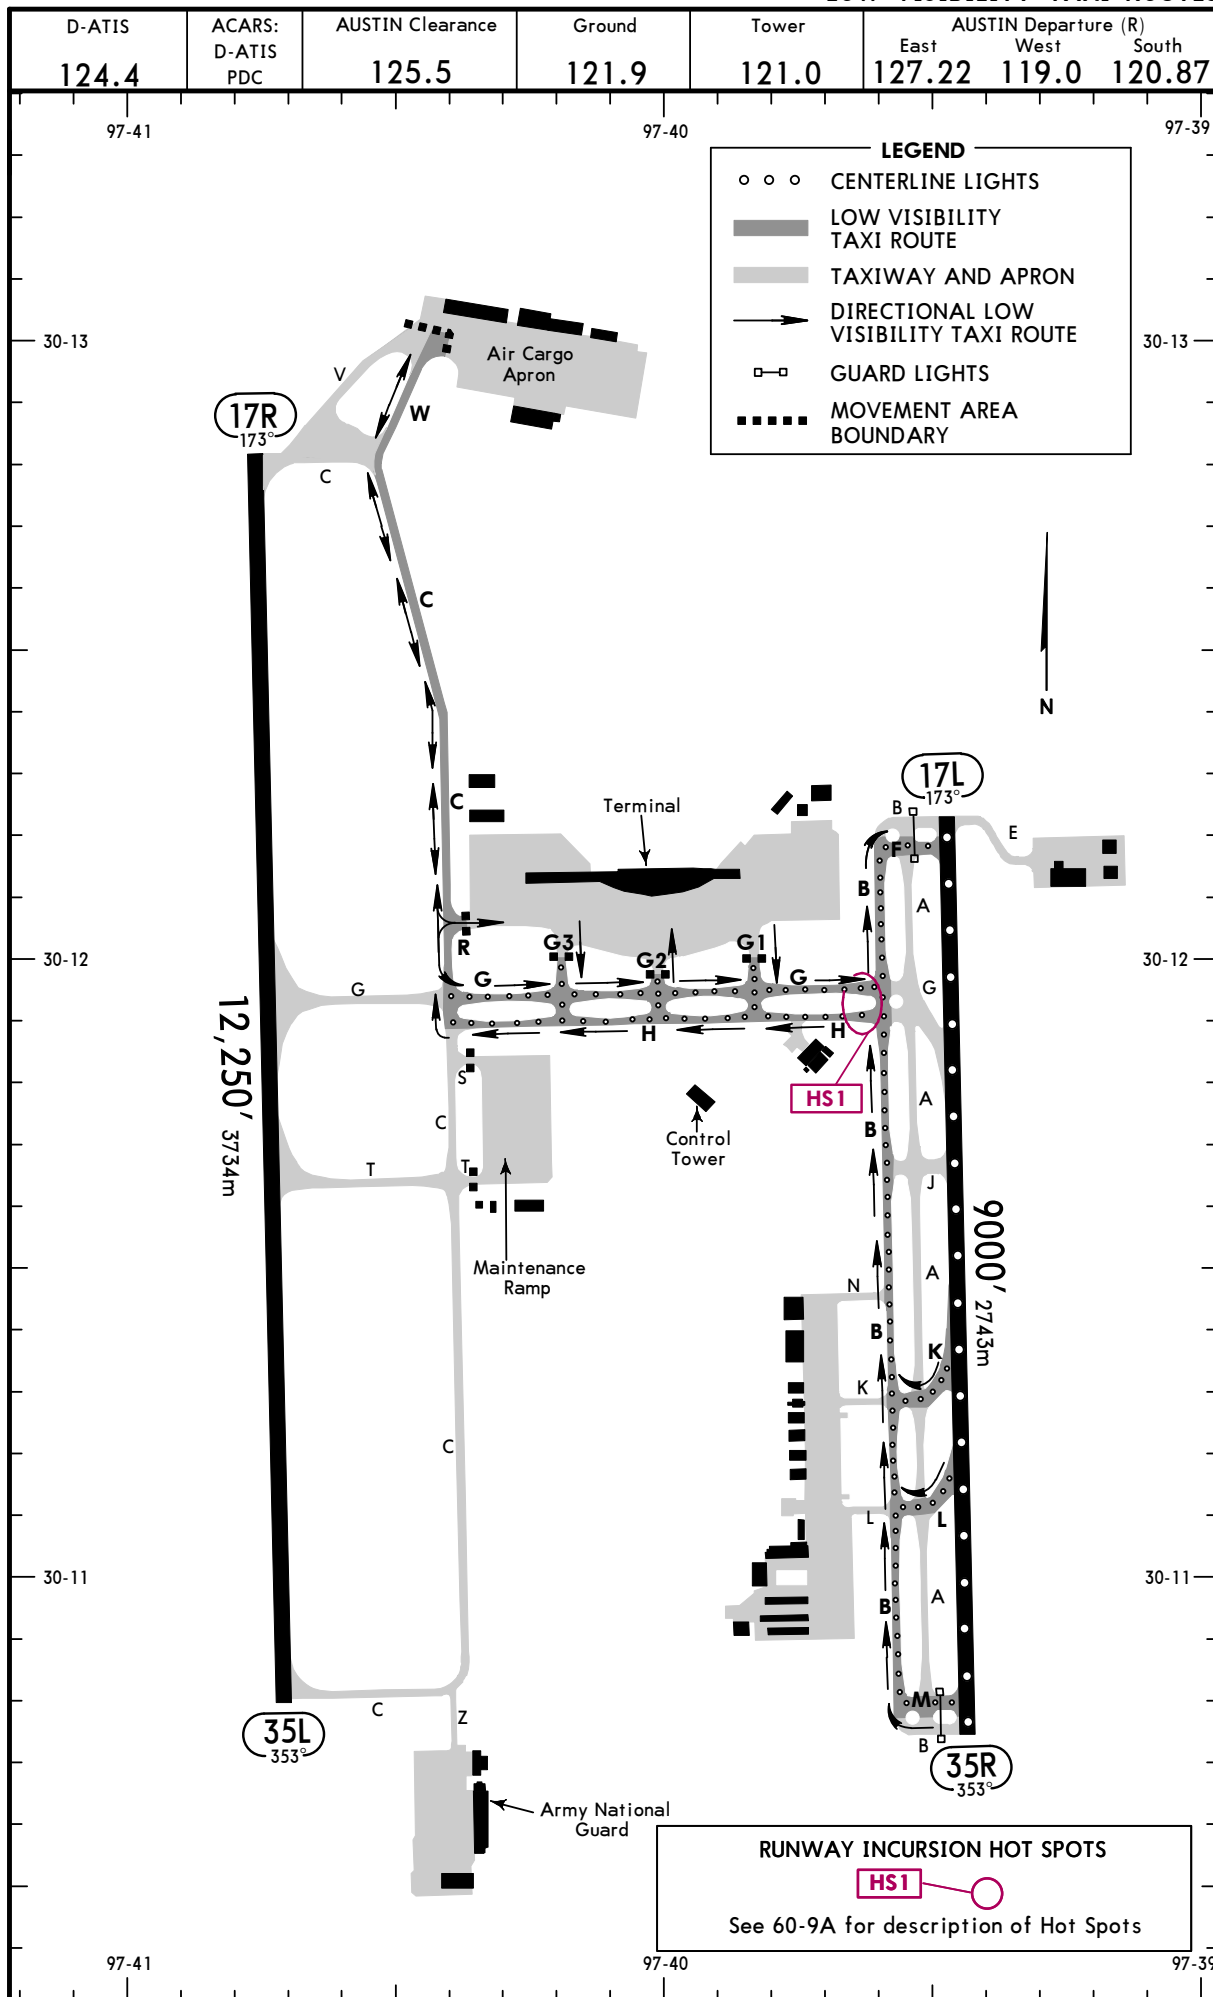 D-ATIS
124.4
ACARS:
D-ATIS
PDC
AUSTIN Clearance
125.5
Ground
121.9
Tower
121.0
AUSTIN Departure (R)
East West South
127.22 119.0 120.87
97-41 97-40 97-39
LEGEND
CENTERLINE LIGHTS
LOW VISIBILITY
TAXI ROUTE
TAXIWAY AND APRON
DIRECTIONAL LOW
VISIBILITY TAXI ROUTE
GUARD LIGHTS
MOVEMENT AREA
BOUNDARY
30-13 30-13
Air Cargo
Apron
V
W
17R
173°
C
C
N
17L
173°
B
E
Terminal
C
F
A
B
R
G3
G2
G1
30-12 30-12
G
G
G
G
H
H
12,250' 3734m
HS1
S
C
Control
Tower
A
B
T
T
J
9000' 2743m
Maintenance
Ramp
N
A
B
K
K
C
L
L
30-11 30-11
A
B
M
C
Z
B
35L
353°
35R
353°
Army National
Guard
RUNWAY INCURSION HOT SPOTS
HS1
See 60-9A for description of Hot Spots
97-41 97-40 97-39